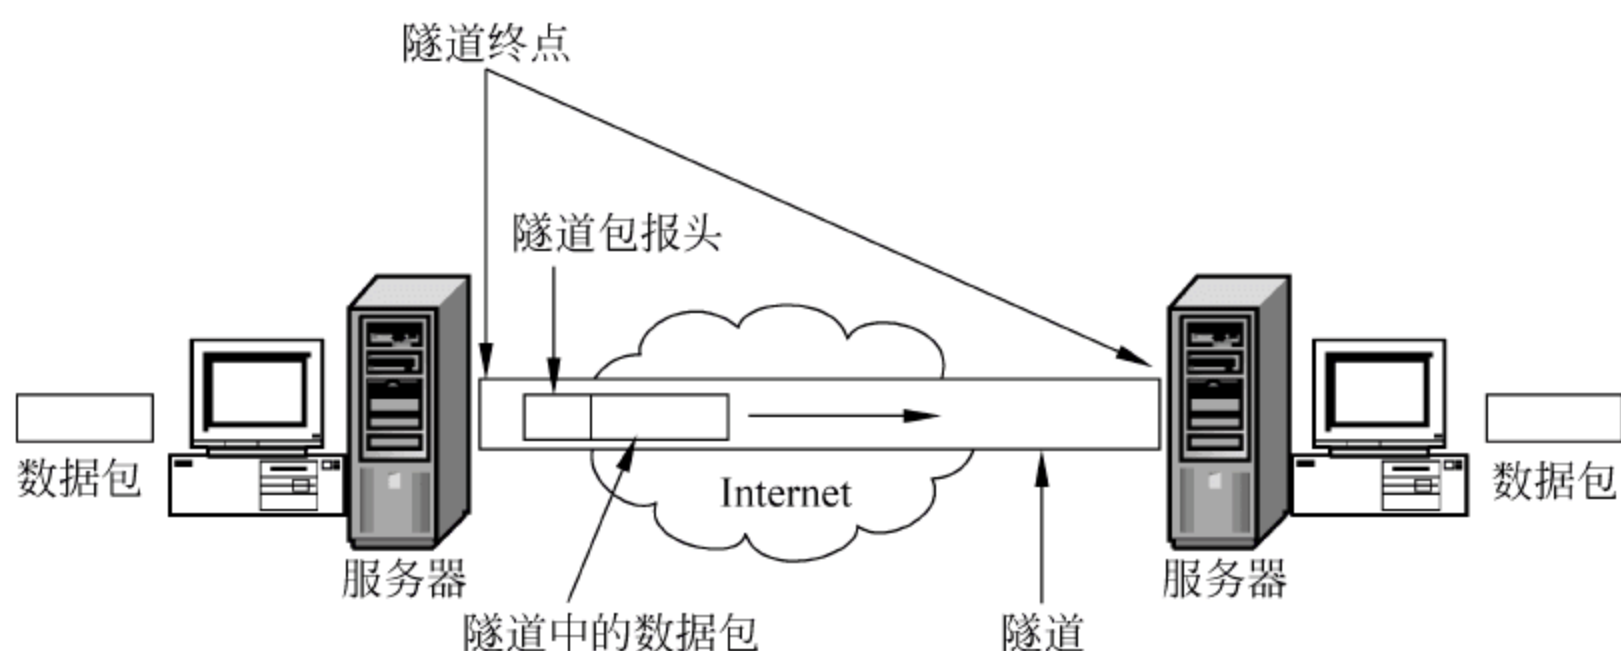 隧道终点
隧道包报头
数据包
Internet
数据包
服务器
服务器
隧道中的数据包
隧道